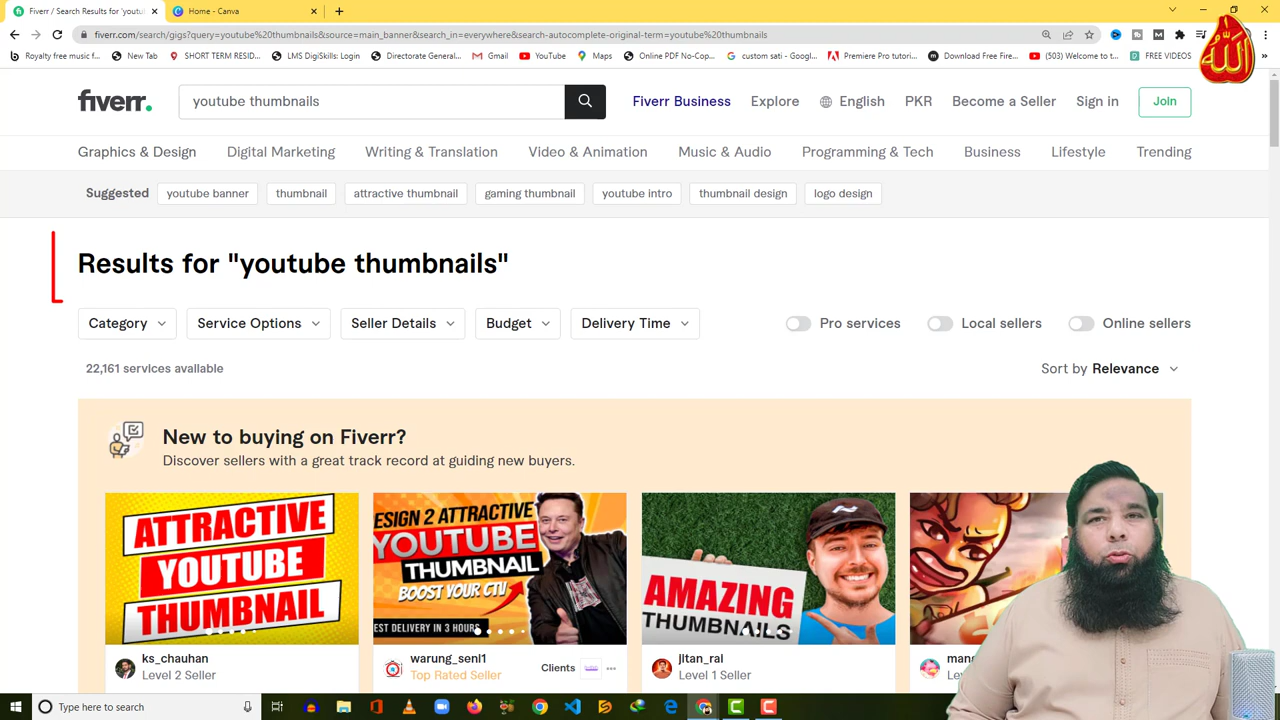 Fiverr / Search Results for 'youtu
Home - Canva
fiverr.com/search/gigs?query=youtube%20thumbnails&source=main_banner&search_in=everywhere&search-autocomplete-original-term=youtube%20thumbnails
Royalty free music f...
New Tab
SHORT TERM RESID...
LMS DigiSkills: Login
Directorate General...
Gmail
YouTube
Maps
Online PDF No-Cop...
custom sati - Googl...
Premiere Pro tutori...
Download Free Fire...
(503) Welcome to t...
FREE VIDEOS
الله
fiverr.
youtube thumbnails
Fiverr Business
Explore
English
PKR
Become a Seller
Sign in
Join
Graphics & Design
Digital Marketing
Writing & Translation
Video & Animation
Music & Audio
Programming & Tech
Business
Lifestyle
Trending
Suggested
youtube banner
thumbnail
attractive thumbnail
gaming thumbnail
youtube intro
thumbnail design
logo design
Results for "youtube thumbnails"
Category
Service Options
Seller Details
Budget
Delivery Time
Pro services
Local sellers
Online sellers
22,161 services available
Sort by Relevance
New to buying on Fiverr?
Discover sellers with a great track record at guiding new buyers.
ATTRACTIVE
YOUTUBE
THUMBNAIL
ESIGN 2 ATTRACTIVE
YOUTUBE
THUMBNAIL
BOOST YOUR CTU
EST DELIVERY IN 3 HOURS
AMAZING
THUMBNAILS
ks_chauhan
Level 2 Seller
warung_seni1
Top Rated Seller
Clients
jitan_rai
Level 1 Seller
Type here to search